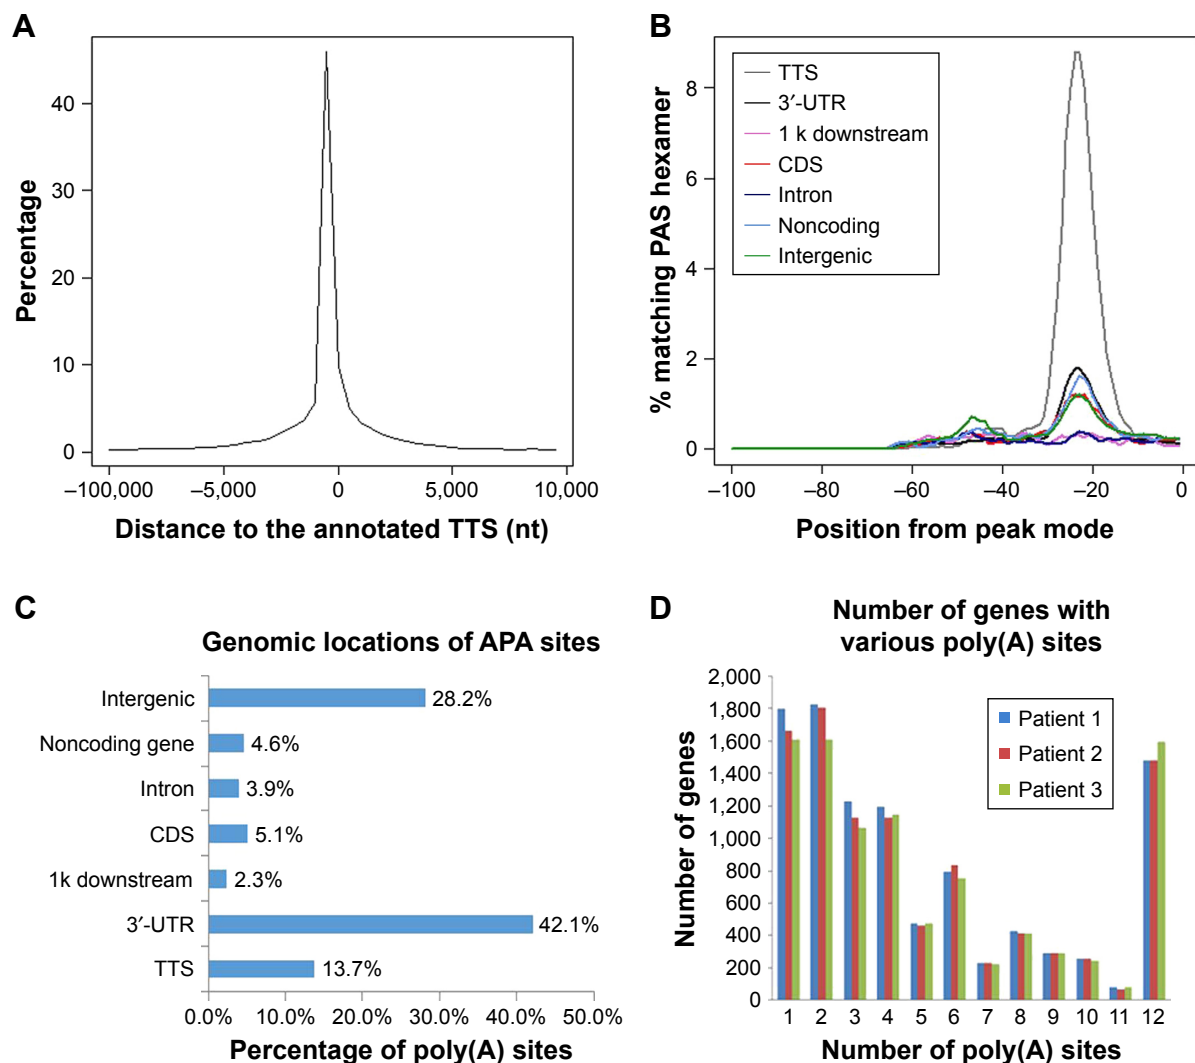 A
Percentage
40
30
20
10
0
–100,000
–5,000
0
5,000
10,000
Distance to the annotated TTS (nt)
B
% matching PAS hexamer
8
6
4
2
0
TTS
3′-UTR
1 k downstream
CDS
Intron
Noncoding
Intergenic
–100
–80
–60
–40
–20
0
Position from peak mode
C
Genomic locations of APA sites
Intergenic
28.2%
Noncoding gene
4.6%
Intron
3.9%
CDS
5.1%
1k downstream
2.3%
3′-UTR
42.1%
TTS
13.7%
0.0%
10.0%
20.0%
30.0%
40.0%
50.0%
Percentage of poly(A) sites
D
Number of genes with
various poly(A) sites
Number of genes
2,000
1,800
1,600
1,400
1,200
1,000
800
600
400
200
0
Patient 1
Patient 2
Patient 3
1
2
3
4
5
6
7
8
9
10
11
12
Number of poly(A) sites